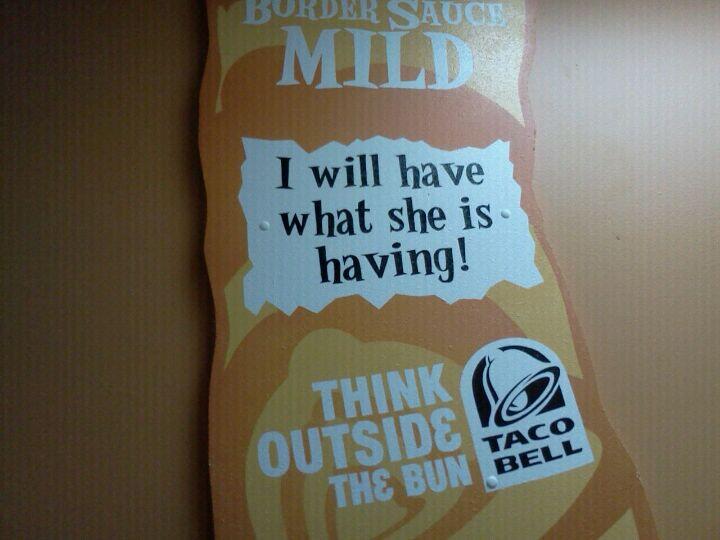 BORDER SAUCE
MILD
I will have
what she is
having!
THINK
OUTSIDE
THE BUN
TACO
BELL